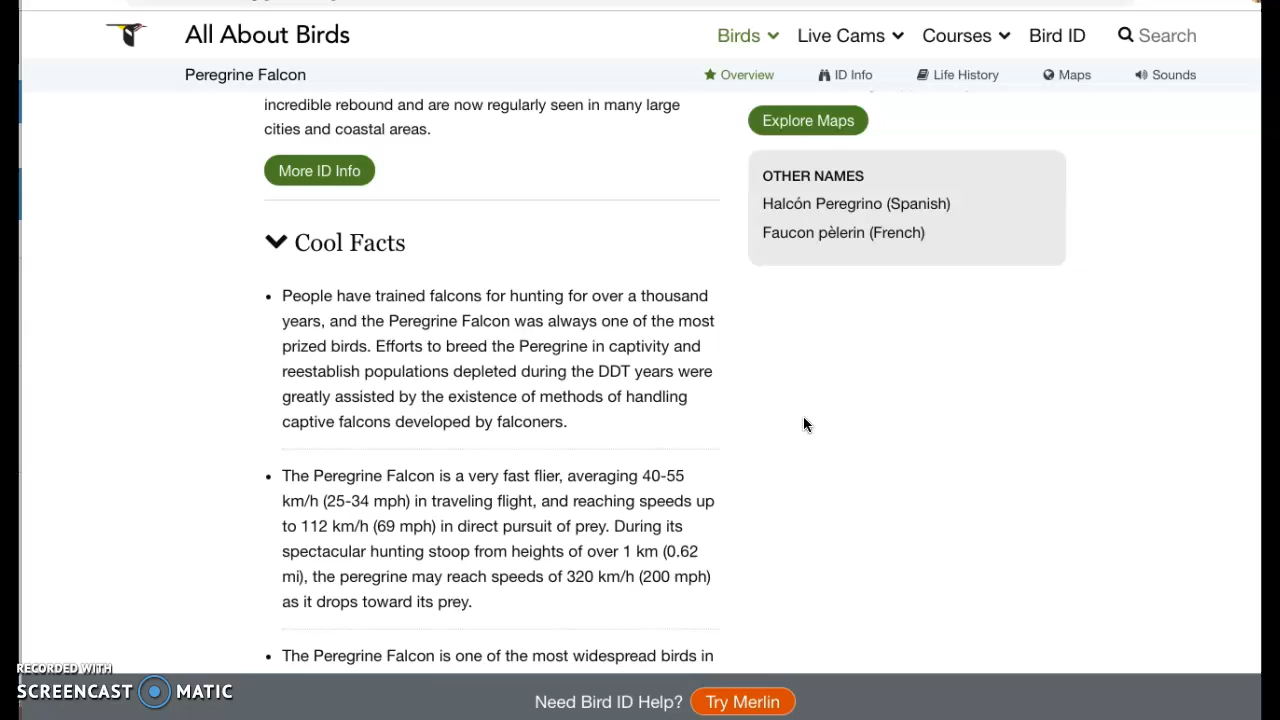 All About Birds
Birds Live Cams Courses Bird ID Search
Peregrine Falcon
Overview ID Info Life History Maps Sounds
incredible rebound and are now regularly seen in many large
cities and coastal areas.
More ID Info
Explore Maps
OTHER NAMES
Halcón Peregrino (Spanish)
Faucon pèlerin (French)
Cool Facts
• People have trained falcons for hunting for over a thousand
years, and the Peregrine Falcon was always one of the most
prized birds. Efforts to breed the Peregrine in captivity and
reestablish populations depleted during the DDT years were
greatly assisted by the existence of methods of handling
captive falcons developed by falconers.
• The Peregrine Falcon is a very fast flier, averaging 40-55
km/h (25-34 mph) in traveling flight, and reaching speeds up
to 112 km/h (69 mph) in direct pursuit of prey. During its
spectacular hunting stoop from heights of over 1 km (0.62
mi), the peregrine may reach speeds of 320 km/h (200 mph)
as it drops toward its prey.
• The Peregrine Falcon is one of the most widespread birds in
RECORDED WITH
SCREENCAST MATIC
Need Bird ID Help? Try Merlin